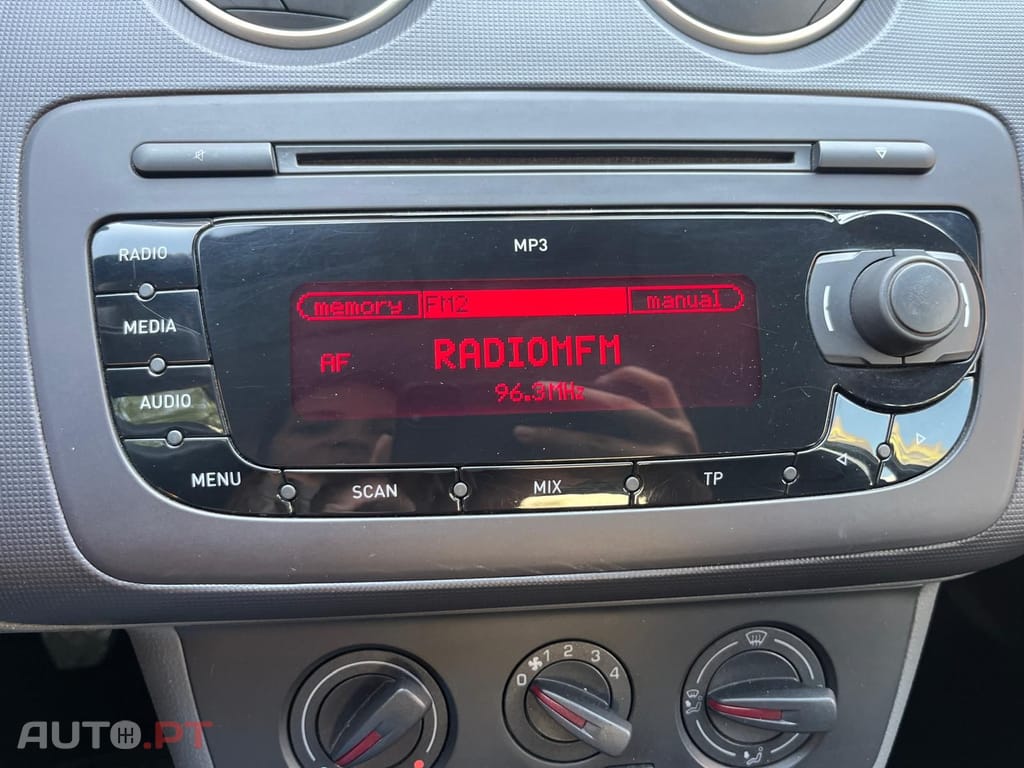 MP3
RADIO
memory FM2 manual
MEDIA
AF RADIOMFM
96.3MHz
AUDIO
MENU
SCAN
MIX
TP
0 1 2 3 4
AUTO.PT